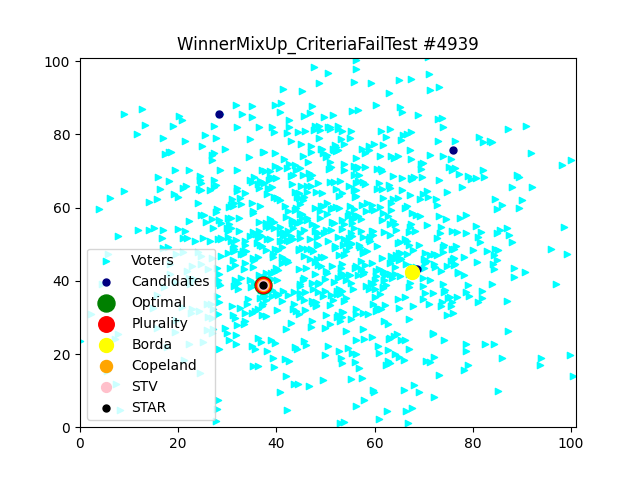 WinnerMixUp_CriteriaFailTest #4939
100
80
60
40
20
0
Voters
Candidates
Optimal
Plurality
Borda
Copeland
STV
STAR
0 20 40 60 80 100